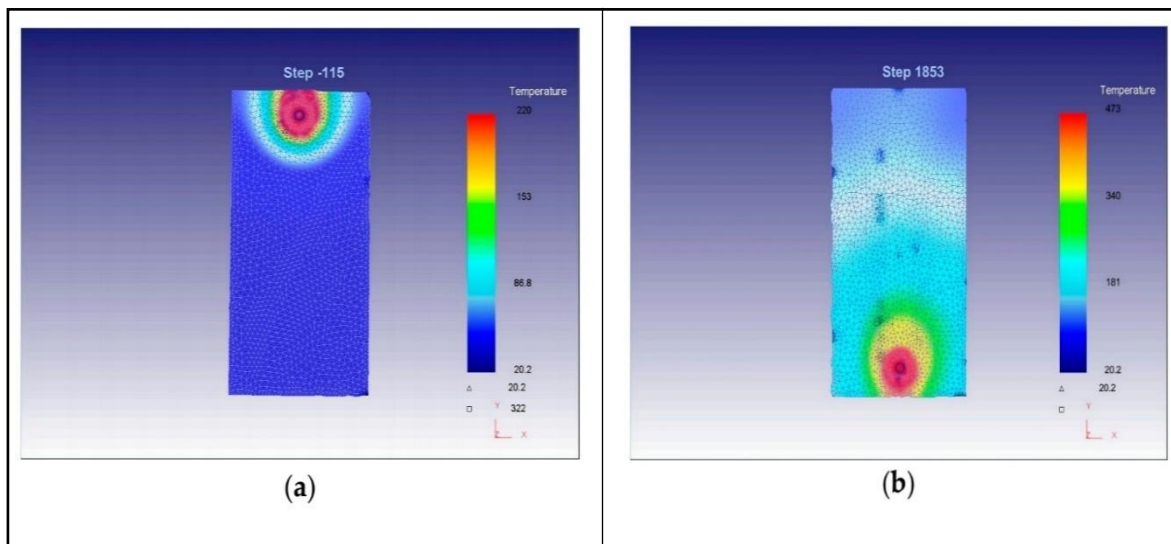 Step -115
Temperature
220
153
86.8
20.2
△ 20.2
□ 322
Y
Z X
(a)
Step 1853
Temperature
473
340
181
20.2
△ 20.2
□
Y
Z X
(b)